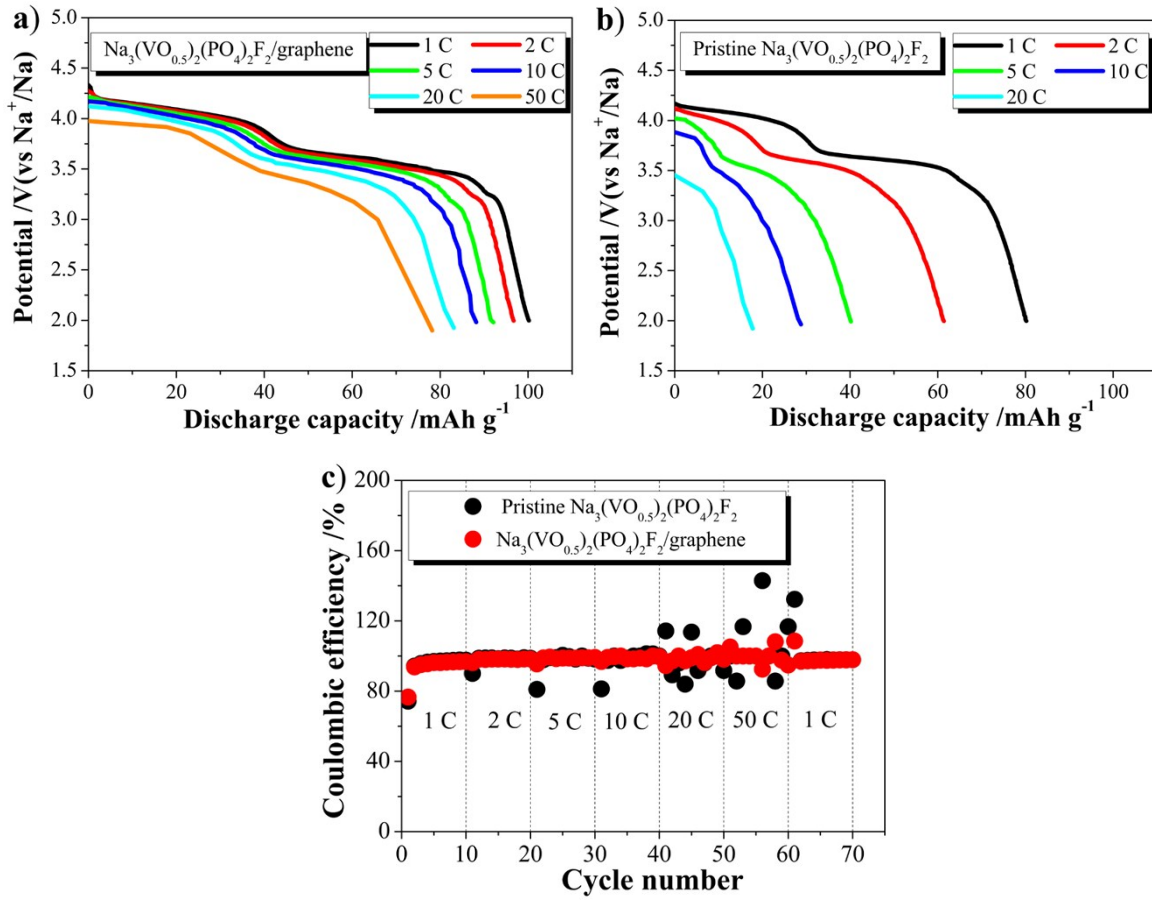 a)
Na3(VO0.5)2(PO4)2F2/graphene
1 C 2 C
5 C 10 C
20 C 50 C
5.0
4.5
4.0
3.5
3.0
2.5
2.0
1.5
Potential /V(vs Na+/Na)
0 20 40 60 80 100
Discharge capacity /mAh g-1
b)
Pristine Na3(VO0.5)2(PO4)2F2
1 C 2 C
5 C 10 C
20 C
5.0
4.5
4.0
3.5
3.0
2.5
2.0
1.5
Potential /V(vs Na+/Na)
0 20 40 60 80 100
Discharge capacity /mAh g-1
c)
Pristine Na3(VO0.5)2(PO4)2F2
Na3(VO0.5)2(PO4)2F2/graphene
200
160
120
80
40
0
Coulombic efficiency /%
1 C 2 C 5 C 10 C 20 C 50 C 1 C
0 10 20 30 40 50 60 70
Cycle number